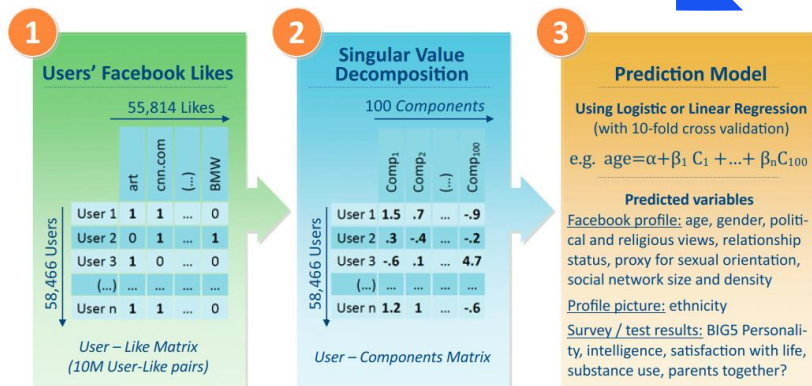 1
Users' Facebook Likes
55,814 Likes
art
cnn.com
(...)
BMW
58,466 Users
User 1 1 1 ... 0
User 2 0 1 ... 1
User 3 1 0 ... 0
(...) ... ... ... ...
User n 1 1 ... 0
User – Like Matrix
(10M User-Like pairs)
2
Singular Value
Decomposition
100 Components
Comp1
Comp2
(...)
Comp100
58,466 Users
User 1 1.5 .7 ... -.9
User 2 .3 -.4 ... -.2
User 3 -.6 .1 ... 4.7
(...) ... ... ... ...
User n 1.2 1 ... -.6
User – Components Matrix
3
Prediction Model
Using Logistic or Linear Regression
(with 10-fold cross validation)
e.g. age=α+β1 C1 +...+ βnC100
Predicted variables
Facebook profile: age, gender, politi-
cal and religious views, relationship
status, proxy for sexual orientation,
social network size and density
Profile picture: ethnicity
Survey / test results: BIG5 Personali-
ty, intelligence, satisfaction with life,
substance use, parents together?